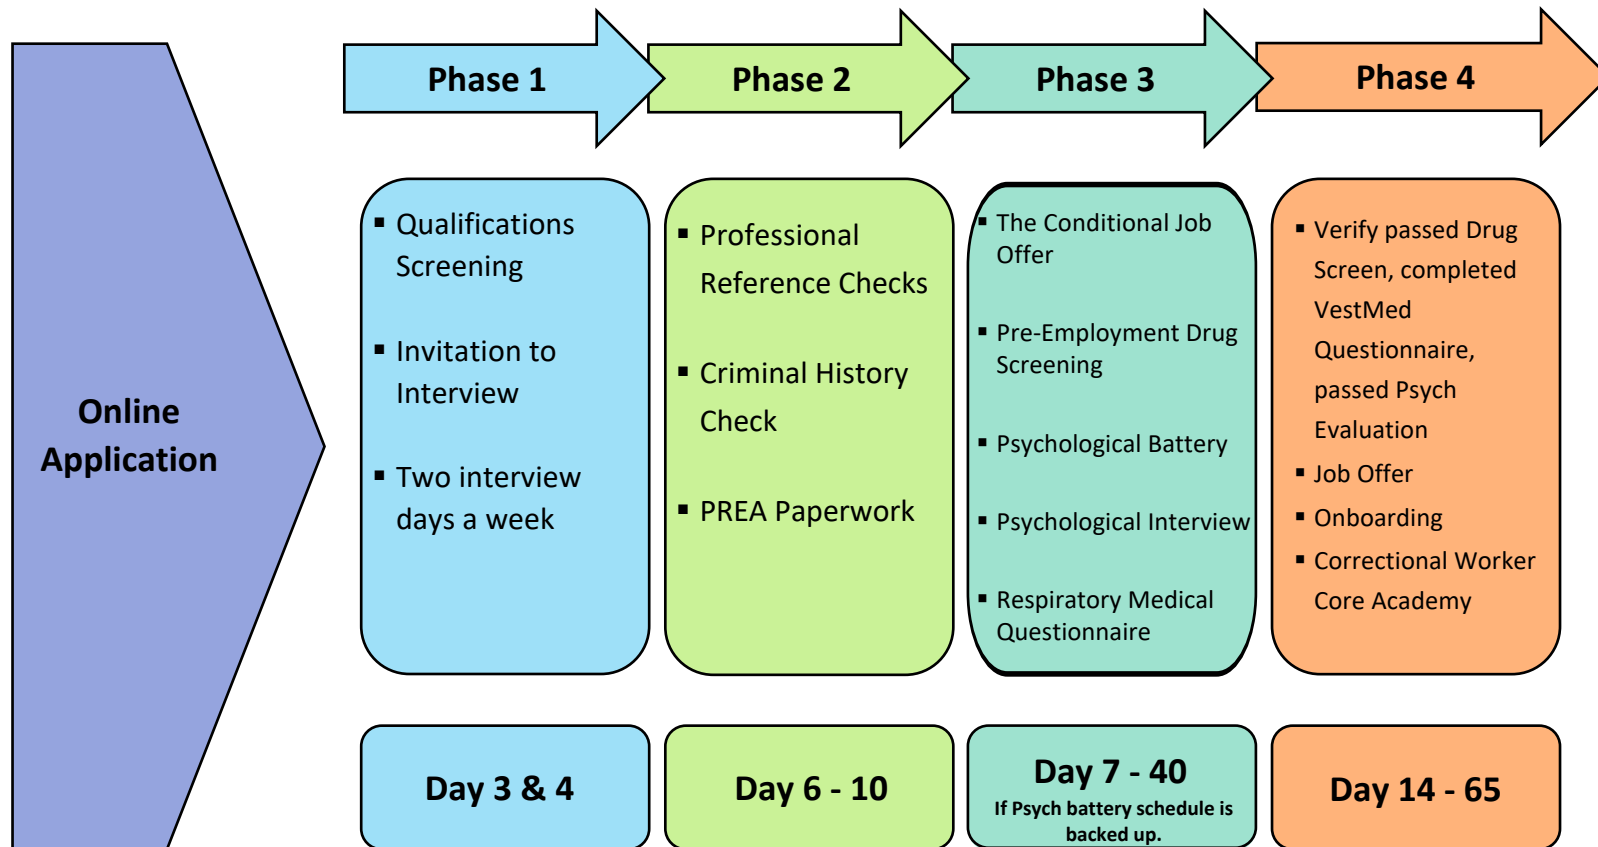 Online
Application
Phase 1
Phase 2
Phase 3
Phase 4
▪ Qualifications
Screening
▪ Invitation to
Interview
▪ Two interview
days a week
▪ Professional
Reference Checks
▪ Criminal History
Check
▪ PREA Paperwork
▪ The Conditional Job
Offer
▪ Pre-Employment Drug
Screening
▪ Psychological Battery
▪ Psychological Interview
▪ Respiratory Medical
Questionnaire
▪ Verify passed Drug
Screen, completed
VestMed
Questionnaire,
passed Psych
Evaluation
▪ Job Offer
▪ Onboarding
▪ Correctional Worker
Core Academy
Day 3 & 4
Day 6 - 10
Day 7 - 40
If Psych battery schedule is
backed up.
Day 14 - 65